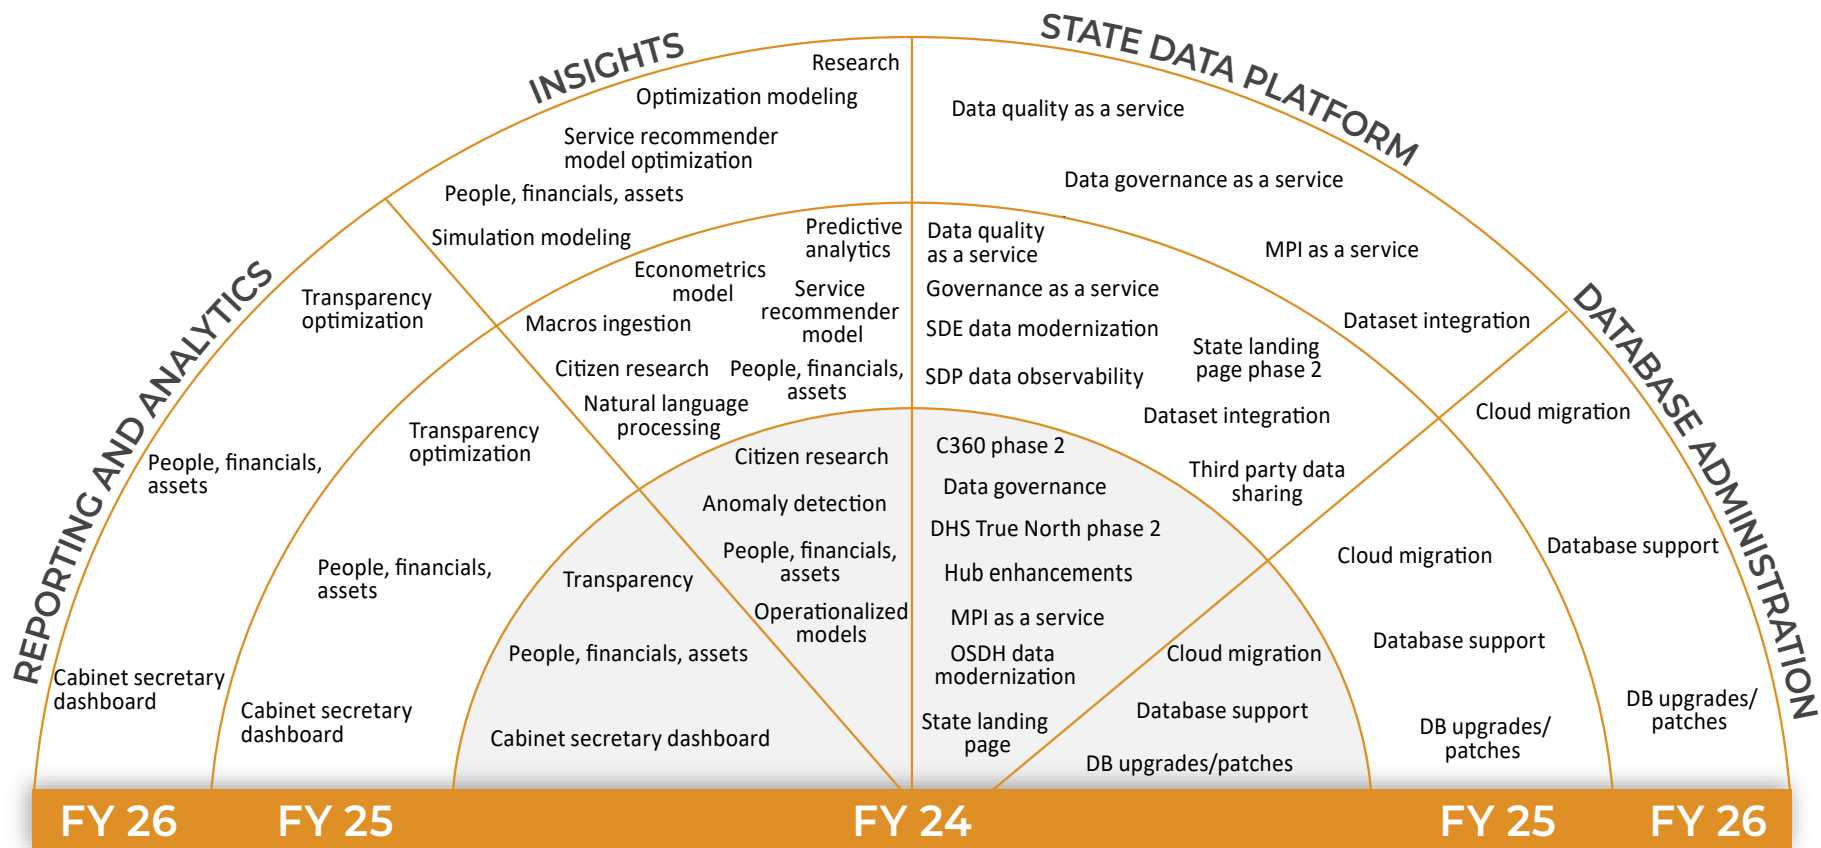 INSIGHTS
STATE DATA PLATFORM
REPORTING AND ANALYTICS
DATABASE ADMINISTRATION
Transparency
optimization
People, financials,
assets
Cabinet secretary
dashboard
Transparency
optimization
People, financials,
assets
Cabinet secretary
dashboard
Transparency
People, financials, assets
Cabinet secretary dashboard
Research
Optimization modeling
Service recommender
model optimization
People, financials, assets
Simulation modeling
Predictive
analytics
Econometrics
model
Service
recommender
model
Macros ingestion
Citizen research
People, financials,
assets
Natural language
processing
Citizen research
Anomaly detection
People, financials,
assets
Operationalized
models
Data quality as a service
Data governance as a service
MPI as a service
Dataset integration
Data quality
as a service
Governance as a service
SDE data modernization
State landing
page phase 2
SDP data observability
Dataset integration
Third party data
sharing
C360 phase 2
Data governance
DHS True North phase 2
Hub enhancements
MPI as a service
OSDH data
modernization
State landing
page
Cloud migration
Database support
DB upgrades/
patches
Cloud migration
Database support
DB upgrades/
patches
Cloud migration
Database support
DB upgrades/patches
FY 26
FY 25
FY 24
FY 25
FY 26